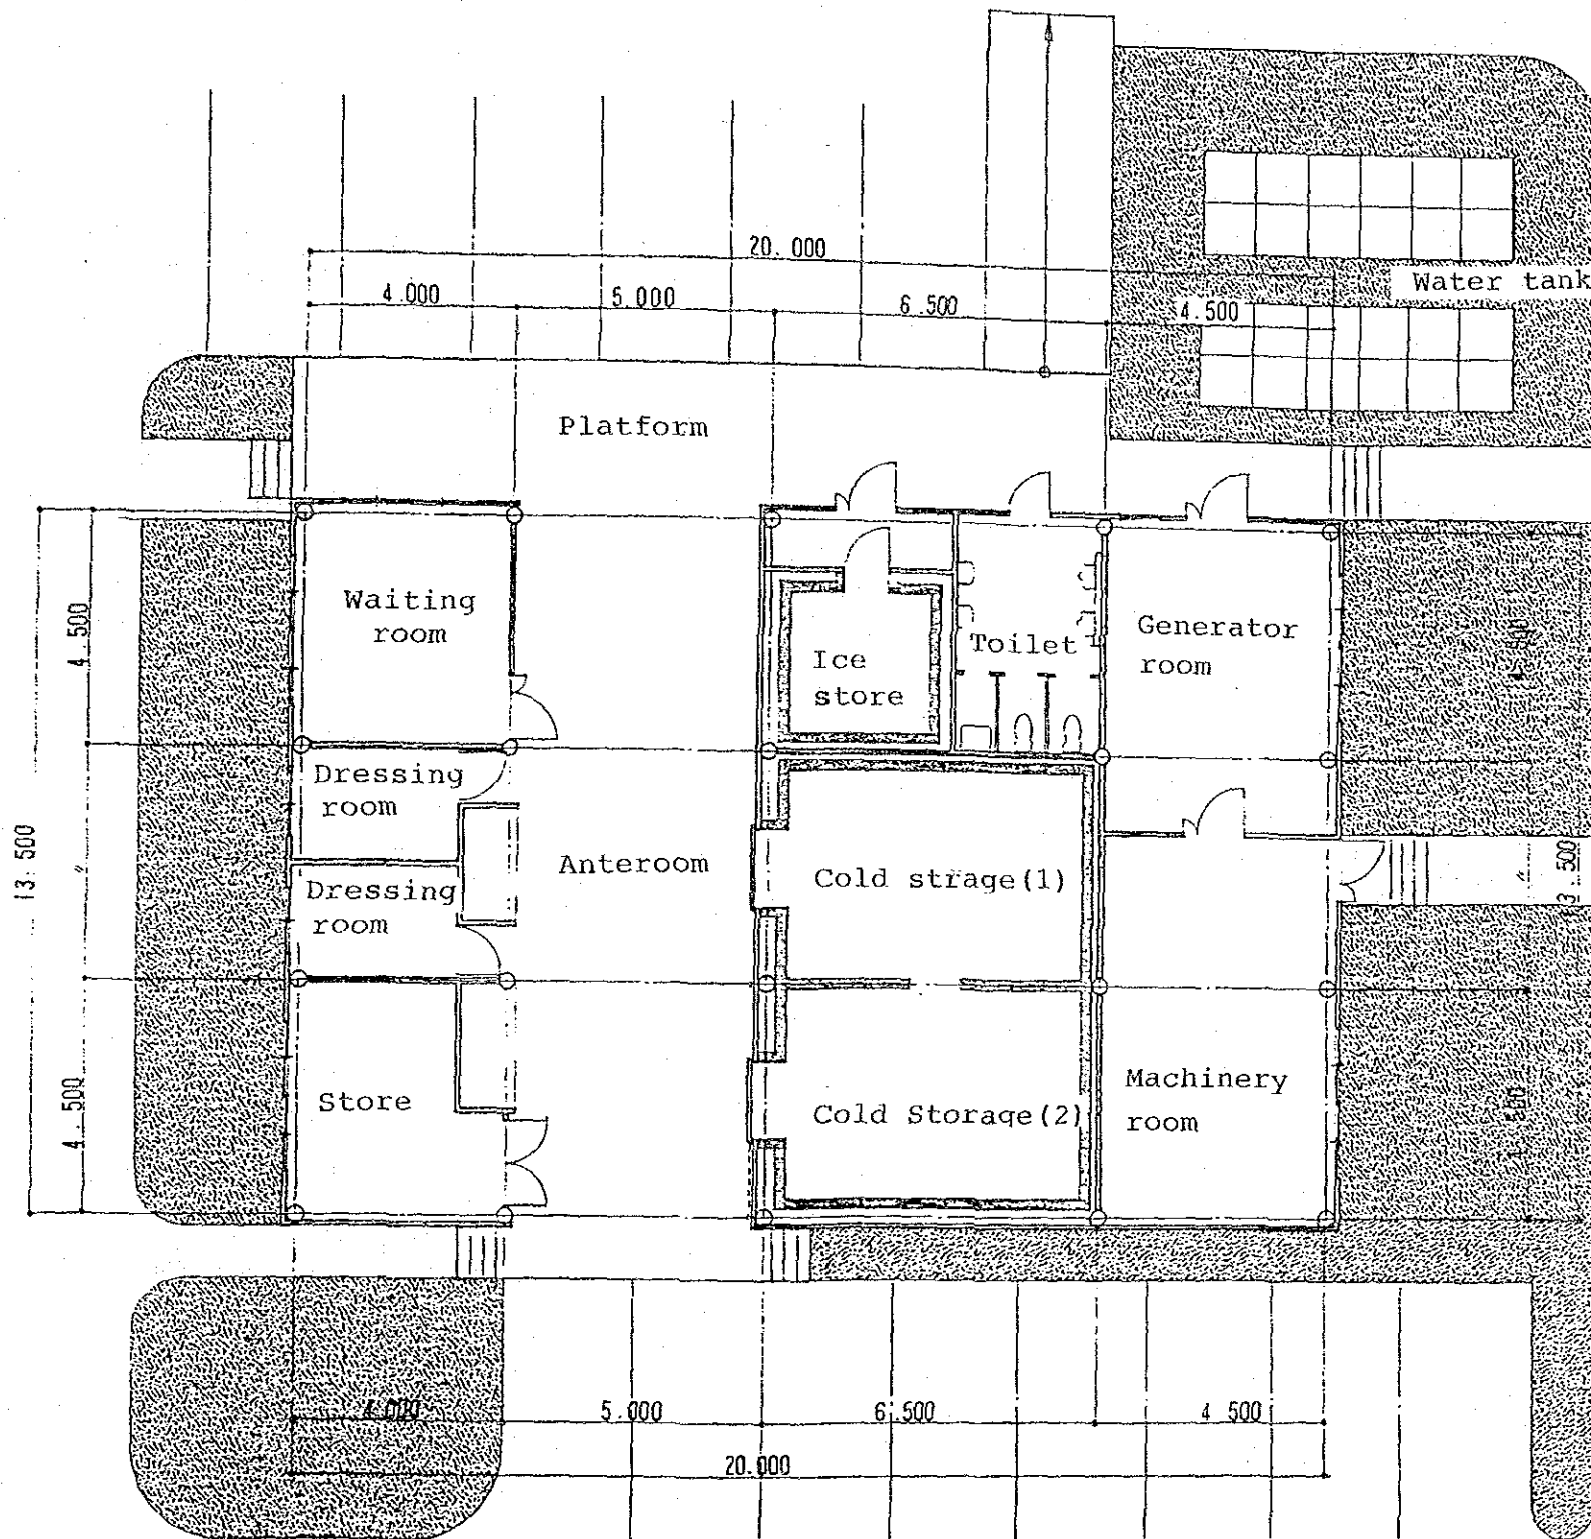 20.000
4.000
5.000
6.500
4.500
Water tank
Platform
Waiting
room
Ice
store
Toilet
Generator
room
4.500
Dressing
room
Dressing
room
Anteroom
Cold strage(1)
13.500
"
"
13.500
Store
Cold Storage(2)
Machinery
room
4.500
4.000
5.000
6.500
4.500
20.000